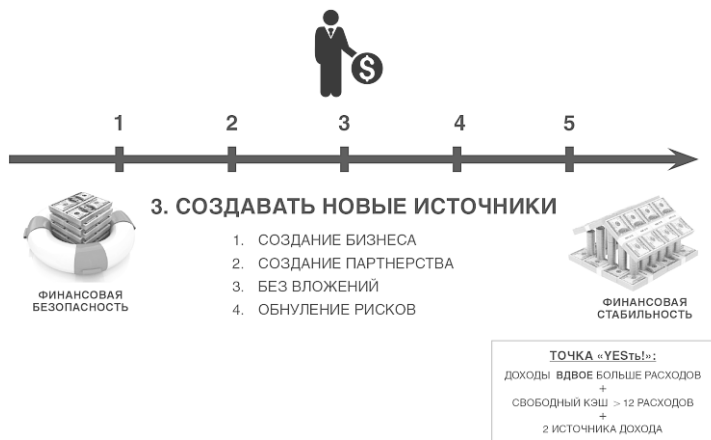 $
1 2 3 4 5
3. СОЗДАВАТЬ НОВЫЕ ИСТОЧНИКИ
1. СОЗДАНИЕ БИЗНЕСА
2. СОЗДАНИЕ ПАРТНЕРСТВА
3. БЕЗ ВЛОЖЕНИЙ
4. ОБНУЛЕНИЕ РИСКОВ
ФИНАНСОВАЯ
БЕЗОПАСНОСТЬ
ФИНАНСОВАЯ
СТАБИЛЬНОСТЬ
ТОЧКА «YESть!»:
ДОХОДЫ ВДВОЕ БОЛЬШЕ РАСХОДОВ
+
СВОБОДНЫЙ КЭШ > 12 РАСХОДОВ
+
2 ИСТОЧНИКА ДОХОДА